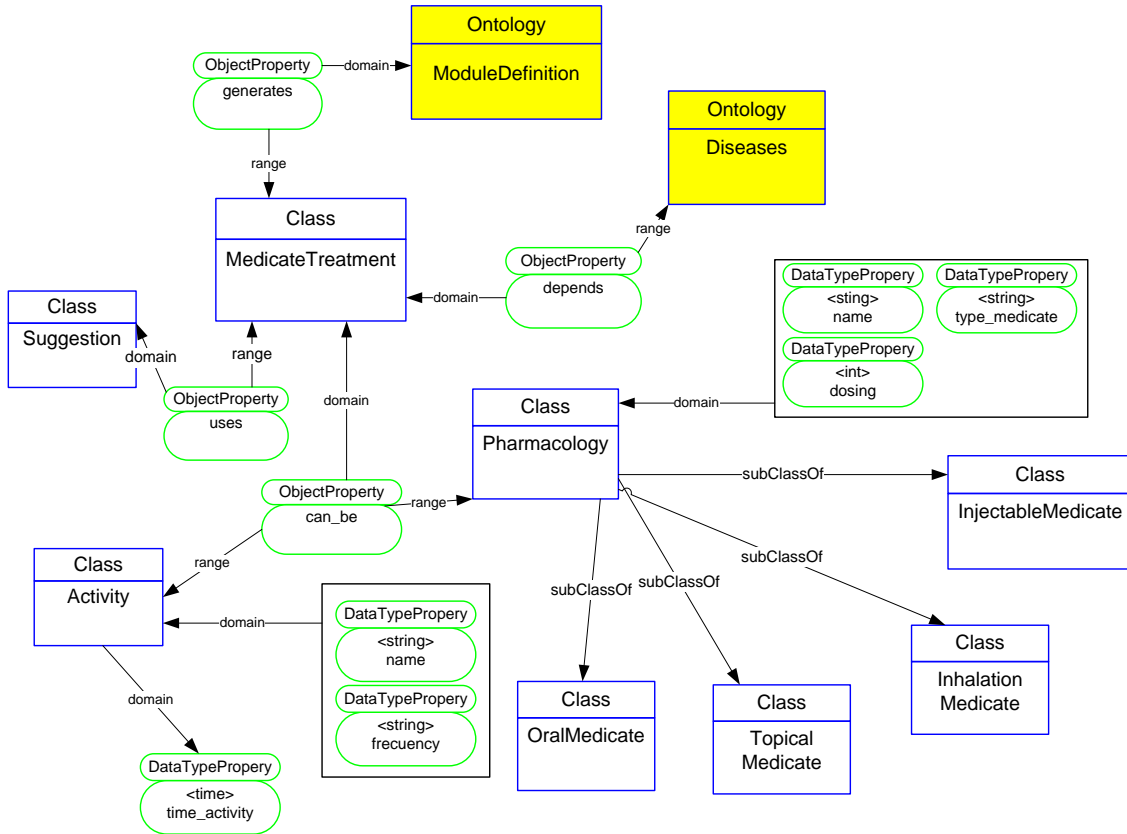 Ontology
ModuleDefinition
ObjectProperty
generates
domain
range
Ontology
Diseases
Class
MedicateTreatment
range
ObjectProperty
depends
domain
DataTypePropery
<sting>
name
DataTypePropery
<string>
type_medicate
DataTypePropery
<int>
dosing
Class
Suggestion
domain
range
ObjectProperty
uses
domain
Class
Pharmacology
domain
ObjectProperty
can_be
range
range
subClassOf
Class
InjectableMedicate
subClassOf
subClassOf
subClassOf
Class
Activity
domain
DataTypePropery
<string>
name
DataTypePropery
<string>
frecuency
Class
OralMedicate
Class
Topical
Medicate
Class
Inhalation
Medicate
domain
DataTypePropery
<time>
time_activity